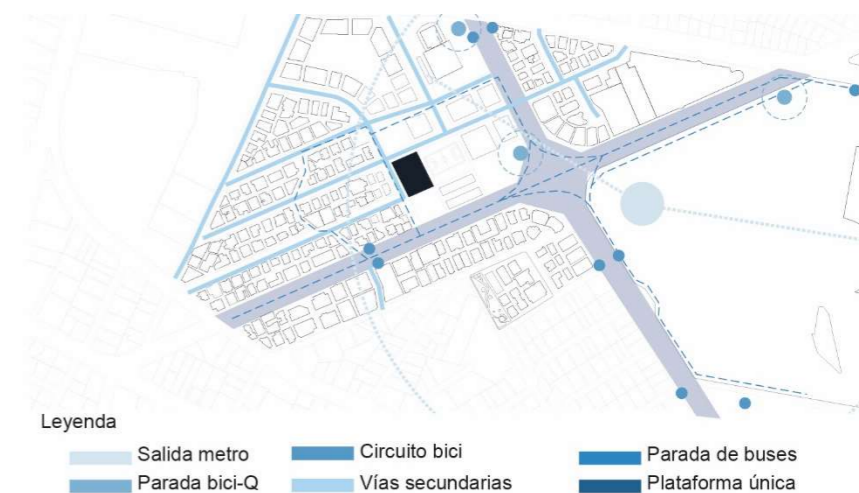 Leyenda
Salida metro Circuito bici Parada de buses
Parada bici-Q Vías secundarias Plataforma única